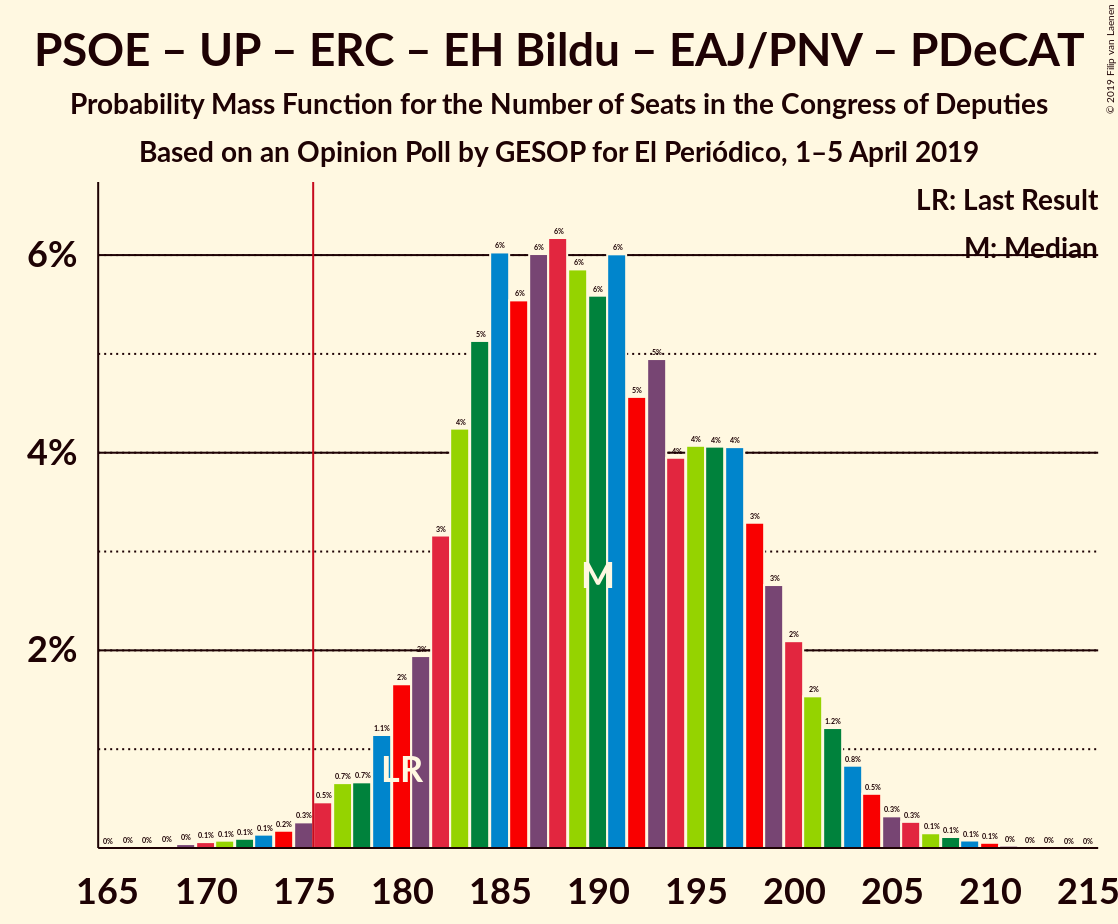 PSOE – UP – ERC – EH Bildu – EAJ/PNV – PDeCAT
Probability Mass Function for the Number of Seats in the Congress of Deputies
Based on an Opinion Poll by GESOP for El Periódico, 1–5 April 2019
© 2019 Filip van Laenen
LR: Last Result
M: Median
6%
4%
2%
0% 0% 0% 0% 0% 0.1% 0.1% 0.1% 0.1% 0.2% 0.3% 0.5% 0.7% 0.7% 1.1% 2% 2% 3% 4% 5% 6% 6% 6% 6% 6% 6% 6% 5% 5% 4% 4% 4% 4% 3% 3% 2% 2% 1.2% 0.8% 0.5% 0.3% 0.3% 0.1% 0.1% 0.1% 0.1% 0% 0% 0% 0% 0%
M
LR
165 170 175 180 185 190 195 200 205 210 215